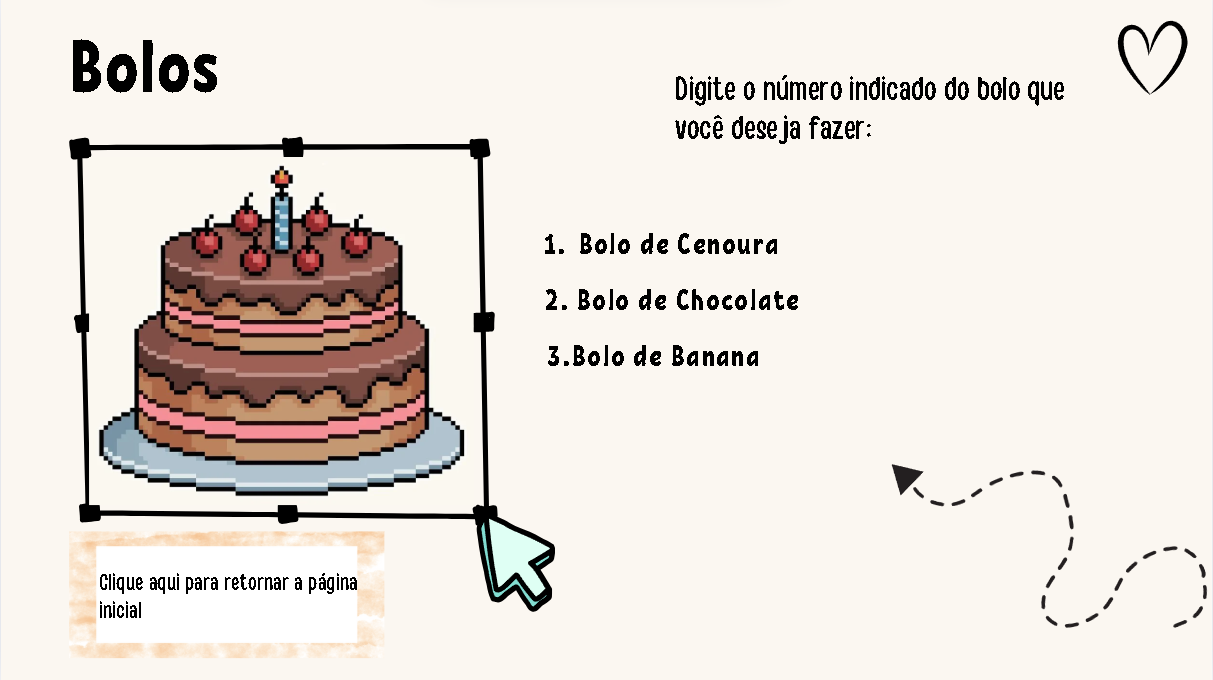 Bolos
Digite o número indicado do bolo que
você deseja fazer:
1. Bolo de Cenoura
2. Bolo de Chocolate
3.Bolo de Banana
Clique aqui para retornar a página
inicial